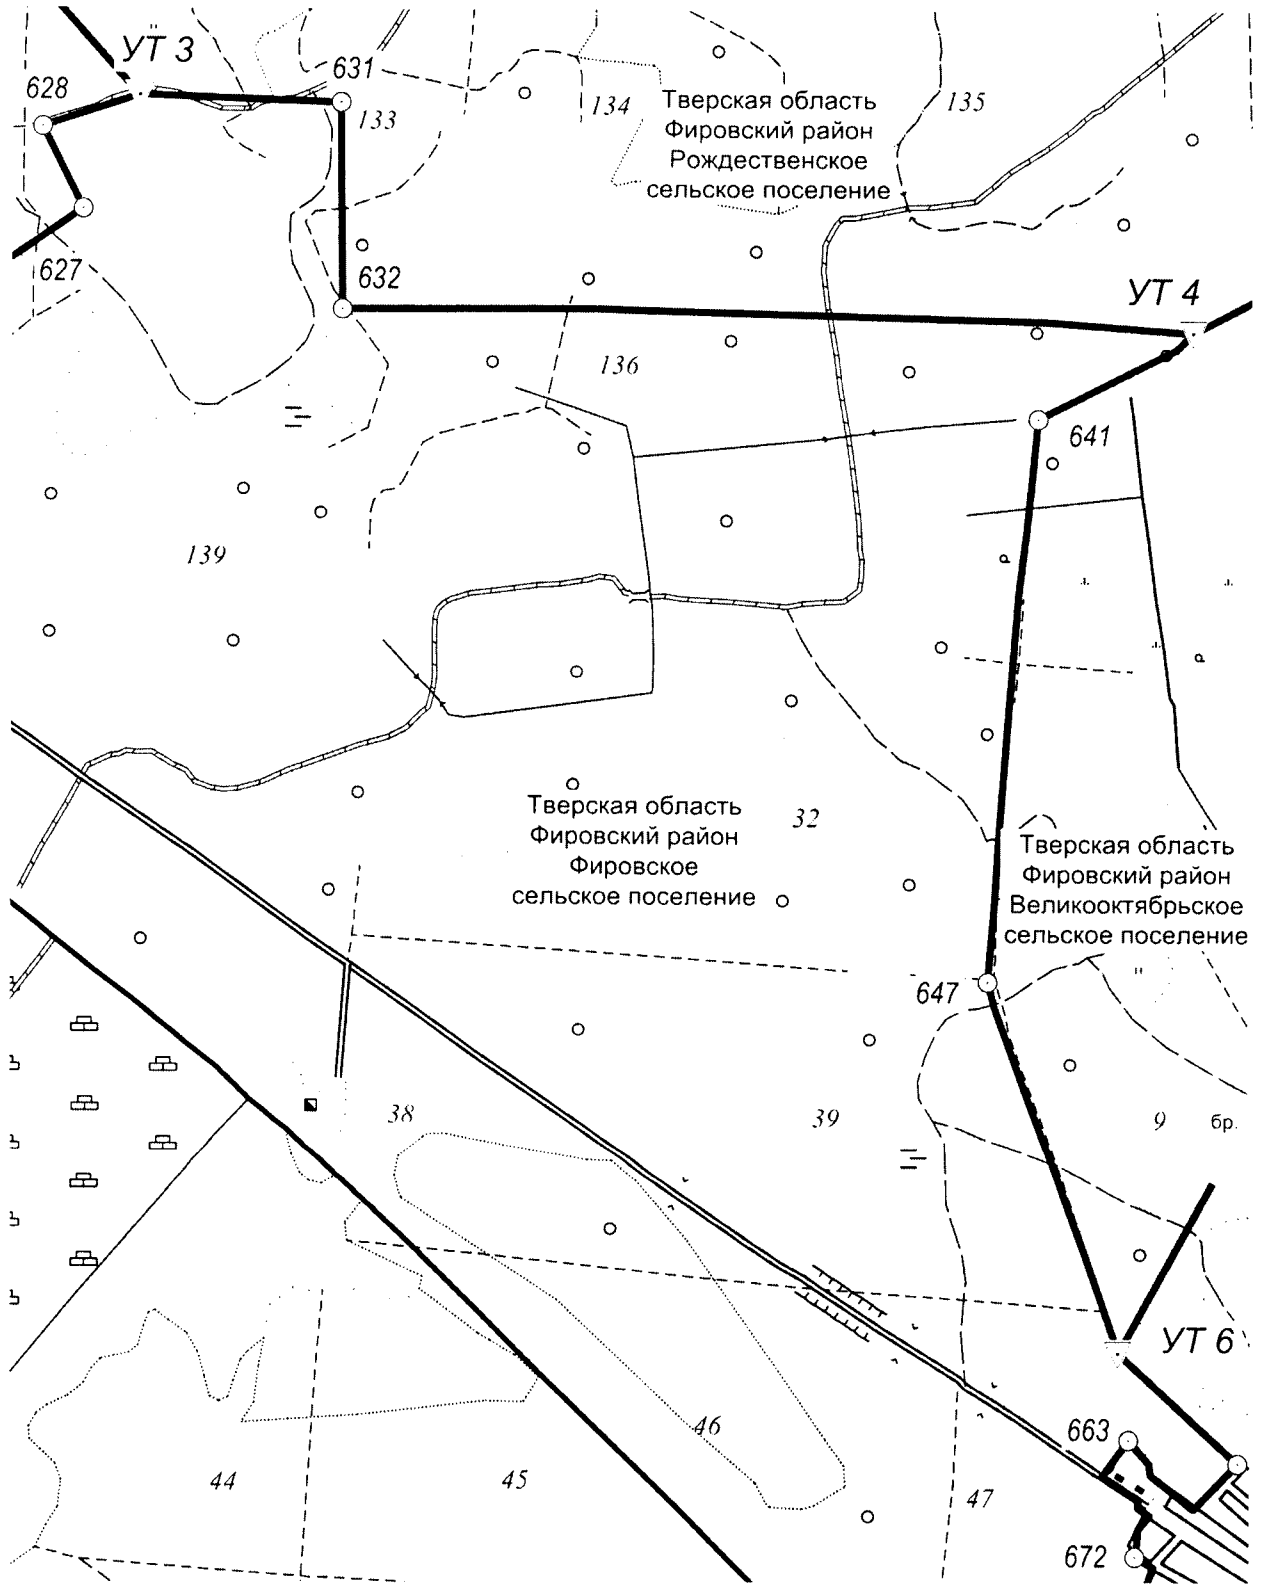 УТ 3
631
628
133
134
Тверская область
Фировский район
Рождественское
сельское поселение
135
627
632
УТ 4
136
641
139
Тверская область
Фировский район
Фировское
сельское поселение
32
Тверская область
Фировский район
Великооктябрьское
сельское поселение
647
38
39
9
бр.
УТ 6
663
46
44
45
47
672